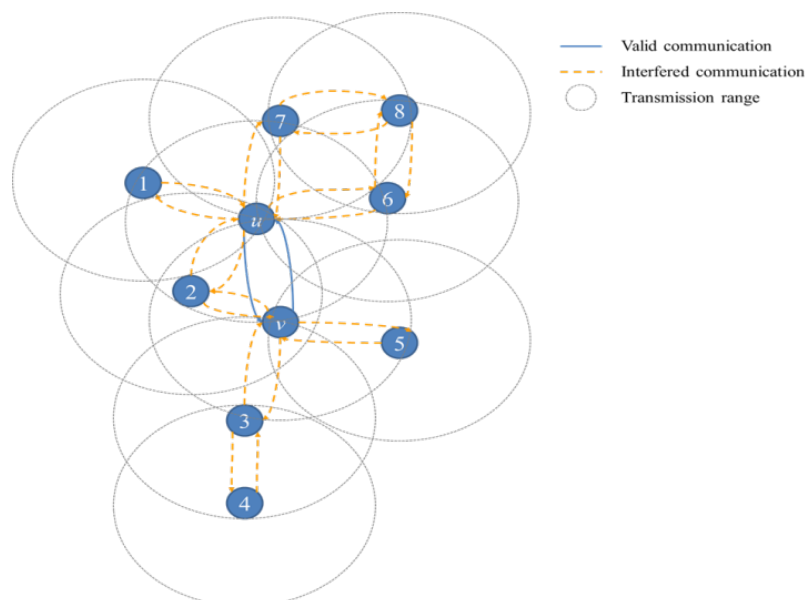 Valid communication
Interfered communication
Transmission range
8
7
1
6
u
2
v
5
3
4